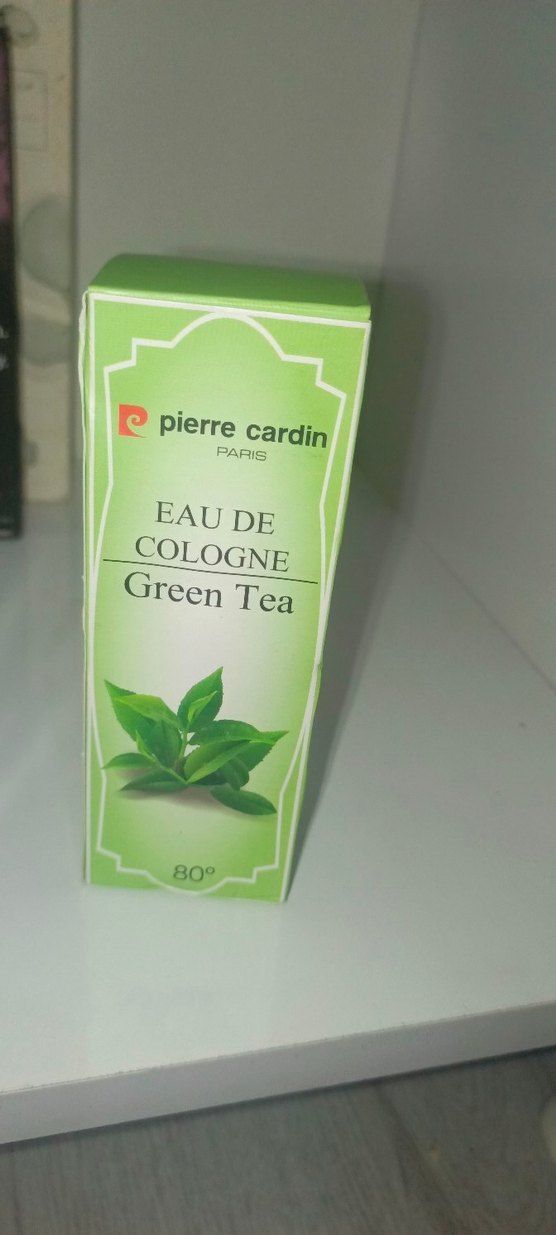 pierre cardin
PARIS
EAU DE
COLOGNE
Green Tea
80°